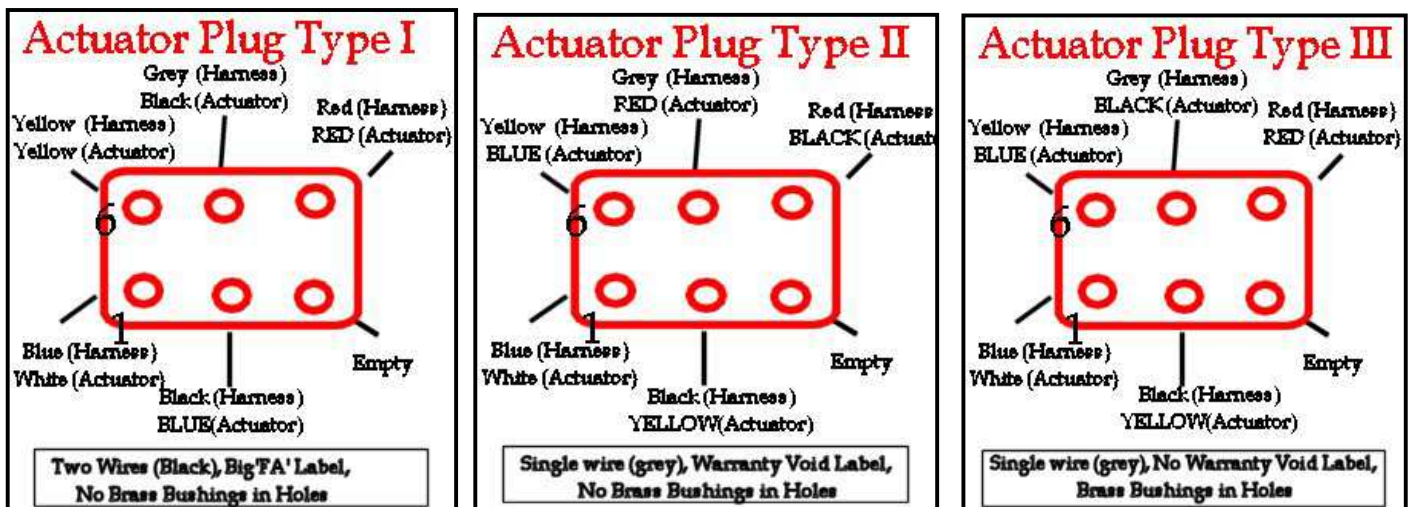 Actuator Plug Type I
Grey (Harness)
Black (Actuator)
Red (Harness}
RED (Actuator}
Yellow (Harness)
Yellow (Actuator)
6
1
Blue (Harness}
White (Actuator)
Empty
Black (Harness)
BLUE(Actuator)
Two Wires (Black), Big'FA' Label,
No Brass Bushings in Holes
Actuator Plug Type II
Grey (Harness)
RED (Actuator)
Red (Harness)
BLACK (Actuato
Yellow (Harness)
BLUE (Actuator)
6
1
Blue (Harness}
White (Actuator)
Empty
Black (Harness)
YELLOW(Actuator)
Single wire (grey), Warranty Void Label,
No Brass Bushings in Holes
Actuator Plug Type III
Grey (Harness)
BLACK (Actuator)
Red (Harness}
RED (Actuator}
Yellow (Harness)
BLUE (Actuator)
6
1
Blue (Harness}
White (Actuator)
Empty
Black (Harness)
YELLOW(Actuator)
Single wire (grey), No Warranty Void Label,
Brass Bushings in Holes